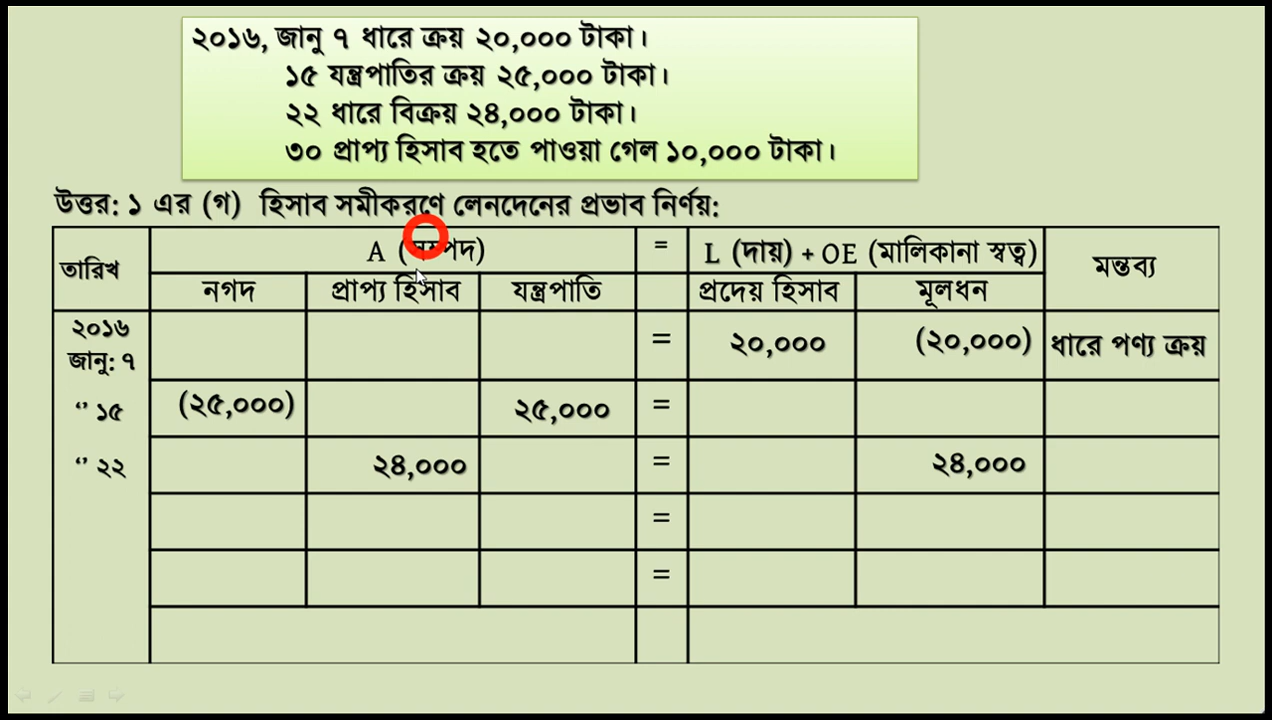 ২০১৬, জানু ৭ ধারে ক্রয় ২০,০০০ টাকা।
১৫ যন্ত্রপাতির ক্রয় ২৫,০০০ টাকা।
২২ ধারে বিক্রয় ২৪,০০০ টাকা।
৩০ প্রাপ্য হিসাব হতে পাওয়া গেল ১০,০০০ টাকা।
উত্তর: ১ এর (গ) হিসাব সমীকরণে লেনদেনের প্রভাব নির্ণয়:
তারিখ A (সম্পদ) = L (দায়) + OE (মালিকানা স্বত্ব) মন্তব্য
নগদ প্রাপ্য হিসাব যন্ত্রপাতি প্রদেয় হিসাব মূলধন
২০১৬
জানু: ৭ = ২০,০০০ (২০,০০০) ধারে পণ্য ক্রয়
‘’ ১৫ (২৫,০০০) ২৫,০০০ =
‘’ ২২ ২৪,০০০ = ২৪,০০০
=
=